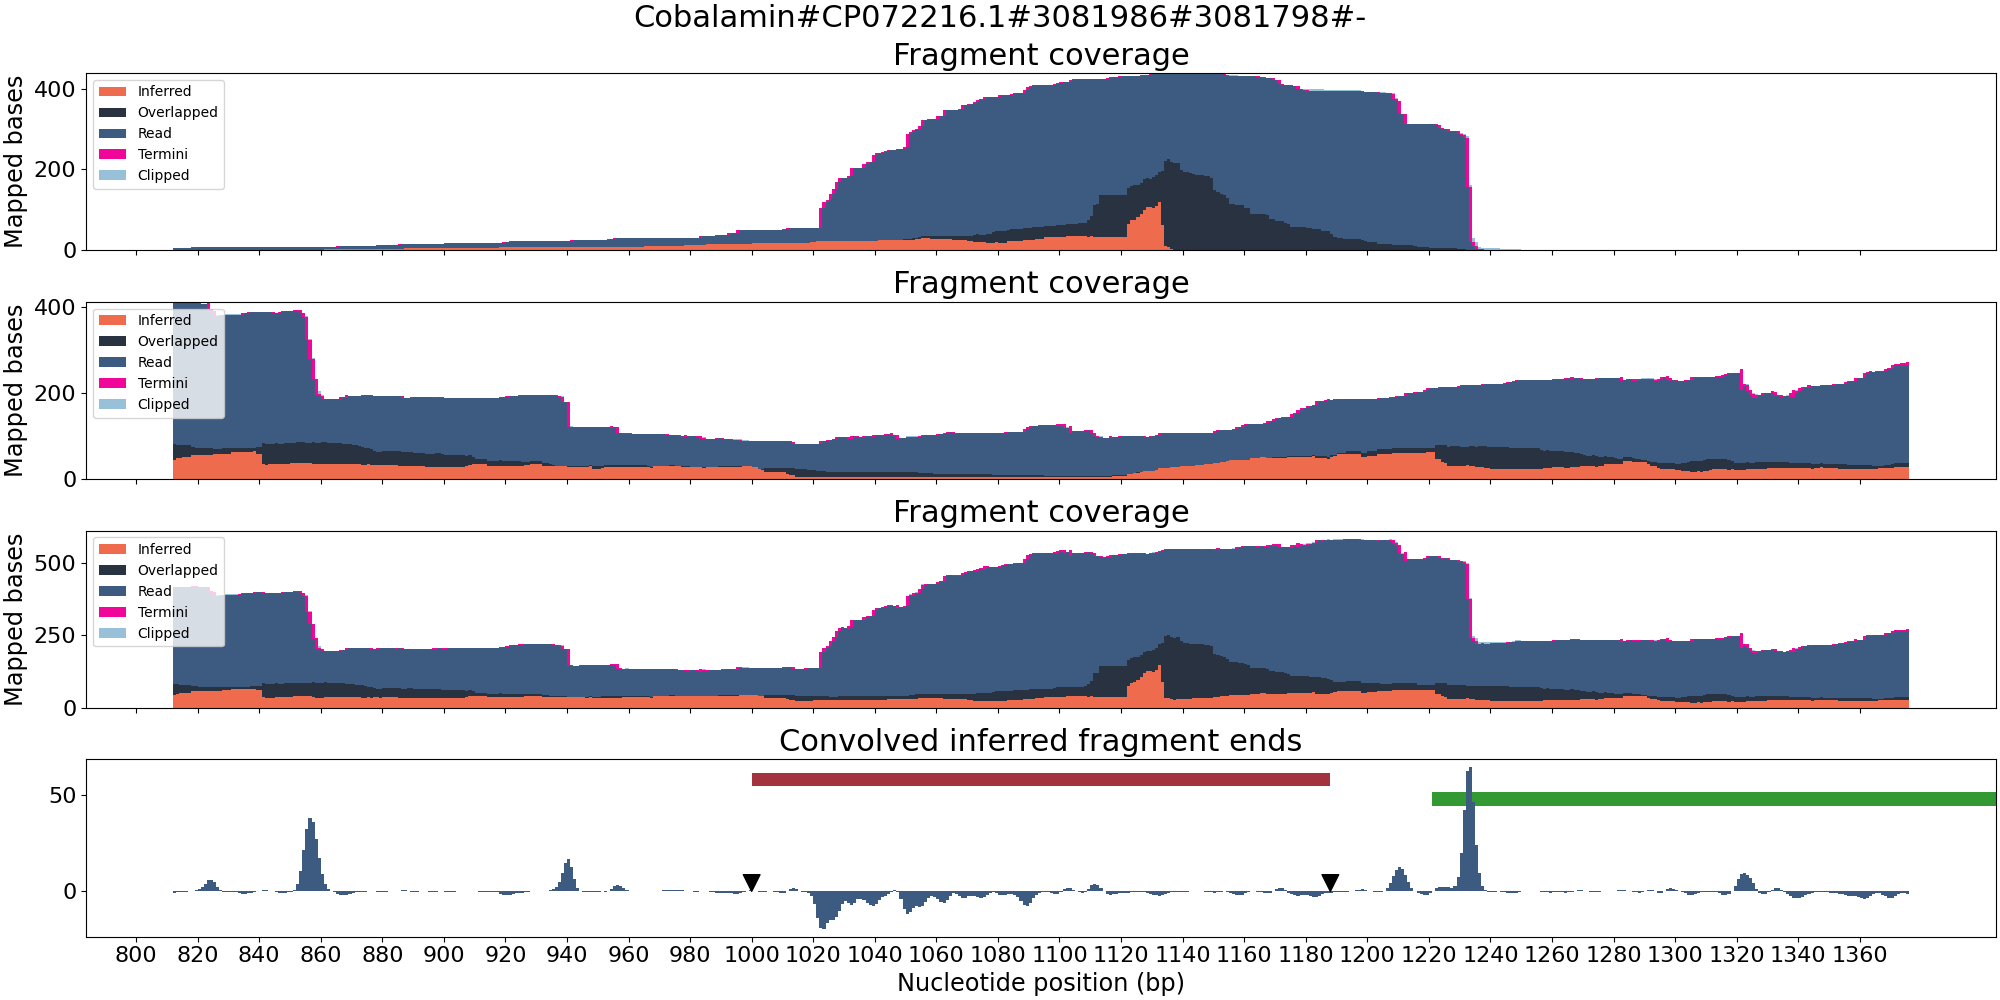 Cobalamin#CP072216.1#3081986#3081798#-
Fragment coverage
Mapped bases
400
200
0
Inferred
Overlapped
Read
Termini
Clipped
Fragment coverage
Mapped bases
400
200
0
Inferred
Overlapped
Read
Termini
Clipped
Fragment coverage
Mapped bases
500
250
0
Inferred
Overlapped
Read
Termini
Clipped
Convolved inferred fragment ends
50
0
800 820 840 860 880 900 920 940 960 980 1000 1020 1040 1060 1080 1100 1120 1140 1160 1180 1200 1220 1240 1260 1280 1300 1320 1340 1360
Nucleotide position (bp)